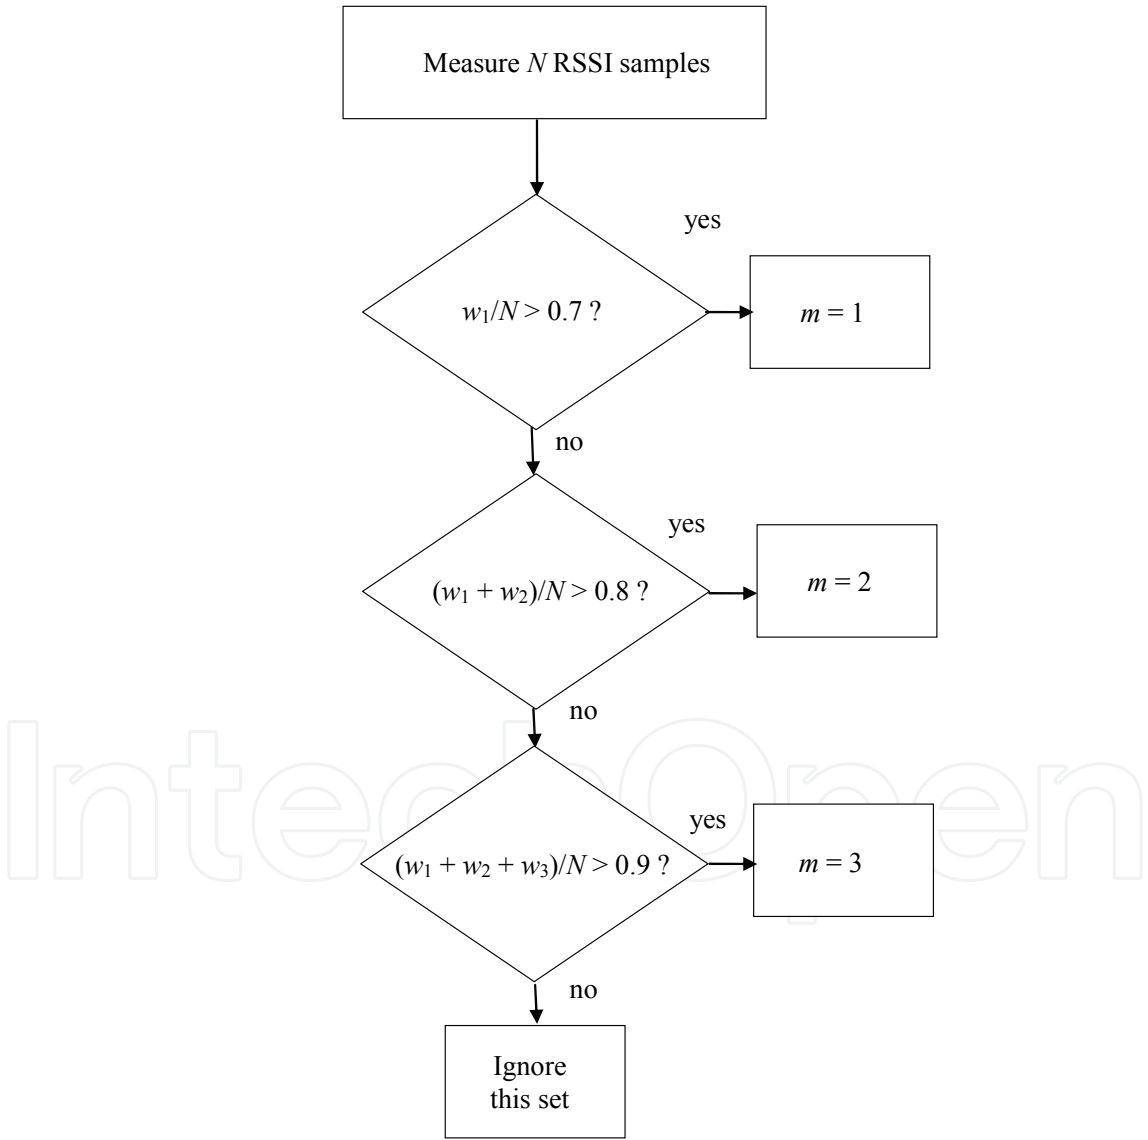 Measure N RSSI samples
yes
w₁/N > 0.7 ?
m = 1
no
yes
(w₁ + w₂)/N > 0.8 ?
m = 2
no
yes
(w₁ + w₂ + w₃)/N > 0.9 ?
m = 3
no
Ignore
this set
IntechOpen